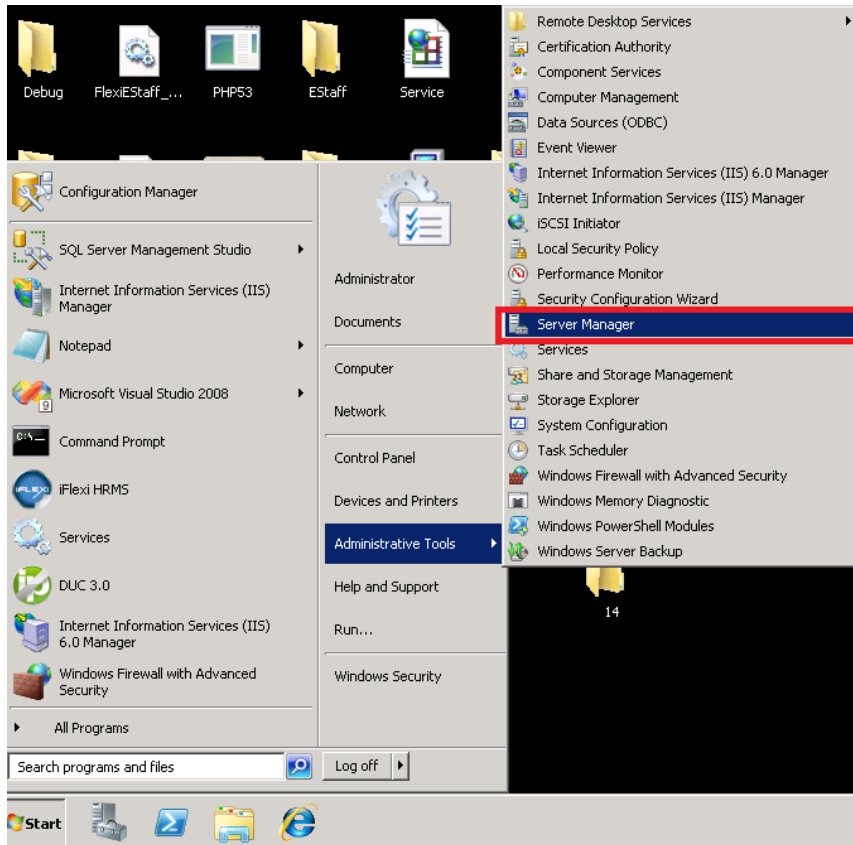 Debug
FlexiEStaff_...
PHP53
EStaff
Service
Configuration Manager
SQL Server Management Studio
Internet Information Services (IIS)
Manager
Notepad
Microsoft Visual Studio 2008
Command Prompt
iFlexi HRMS
Services
DUC 3.0
Internet Information Services (IIS)
6.0 Manager
Windows Firewall with Advanced
Security
All Programs
Search programs and files
Administrator
Documents
Computer
Network
Control Panel
Devices and Printers
Administrative Tools
Help and Support
Run...
Windows Security
Log off
Remote Desktop Services
Certification Authority
Component Services
Computer Management
Data Sources (ODBC)
Event Viewer
Internet Information Services (IIS) 6.0 Manager
Internet Information Services (IIS) Manager
iSCSI Initiator
Local Security Policy
Performance Monitor
Security Configuration Wizard
Server Manager
Services
Share and Storage Management
Storage Explorer
System Configuration
Task Scheduler
Windows Firewall with Advanced Security
Windows Memory Diagnostic
Windows PowerShell Modules
Windows Server Backup
14
Start